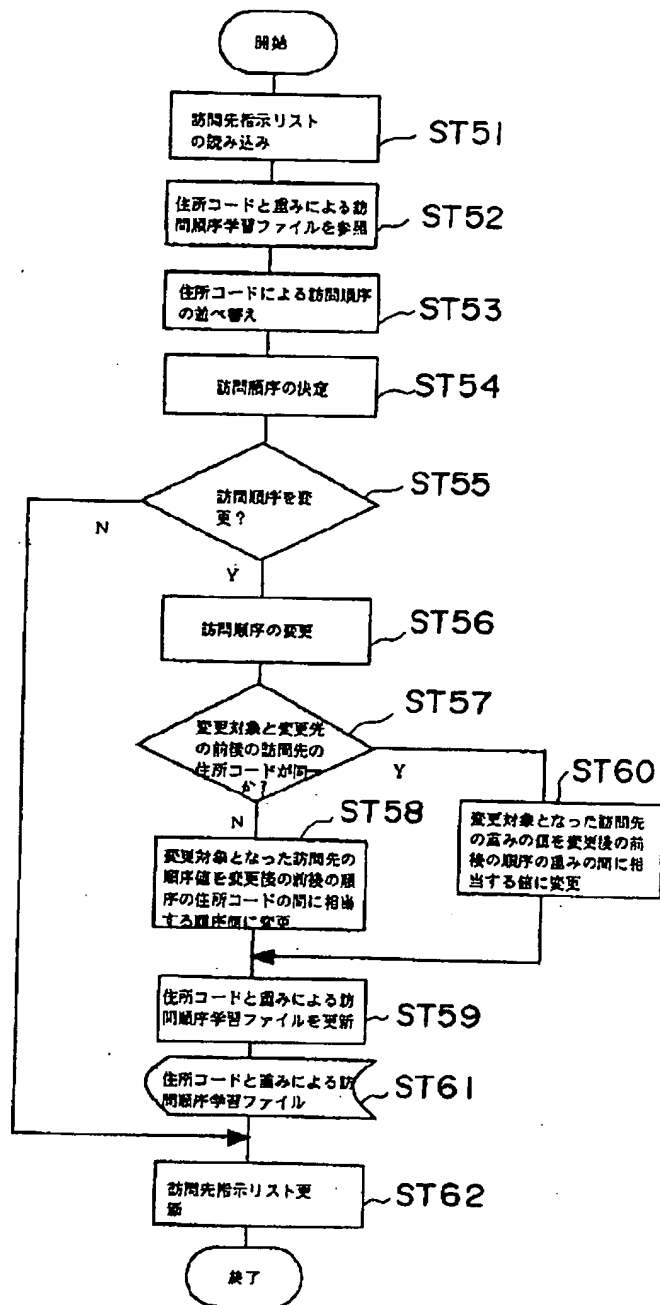 開始
訪問先指示リスト
の読み込み
ST51
住所コードと重みによる訪
問順序学習ファイルを参照
ST52
住所コードによる訪問順序
の並べ替え
ST53
訪問順序の決定
ST54
訪問順序を変
更?
ST55
N
Y
訪問順序の変更
ST56
ST57
変更対象と変更先
の前後の訪問先の
住所コードが同一
か?
Y
N
ST58
変更対象となった訪問先の
順序値を変更後の前後の順
序の住所コードの間に相当
する順序値に変更
ST60
変更対象となった訪問先
の重みの値を変更後の前
後の順序の重みの間に相
当する値に変更
住所コードと重みによる訪
問順序学習ファイルを更新
ST59
住所コードと重みによる訪
問順序学習ファイル
ST61
訪問先指示リスト更
新
ST62
終了